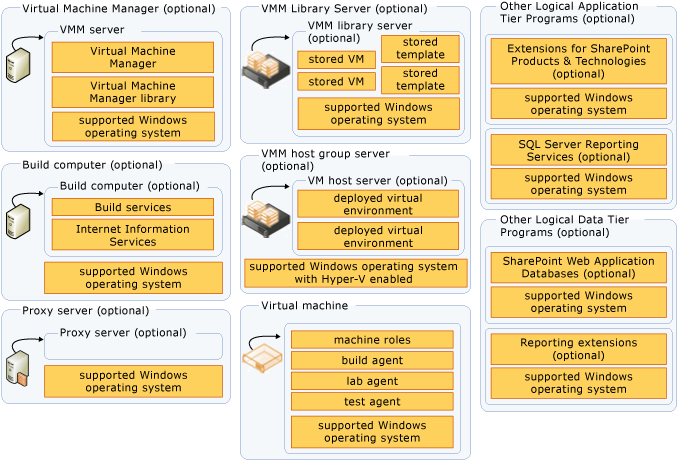 Virtual Machine Manager (optional)
VMM server
Virtual Machine
Manager
Virtual Machine
Manager library
supported Windows
operating system
Build computer (optional)
Build computer (optional)
Build services
Internet Information
Services
supported Windows
operating system
Proxy server (optional)
Proxy server (optional)
supported Windows
operating system
VMM Library Server (optional)
VMM library server
(optional)
stored VM
stored VM
stored
template
stored
template
supported Windows
operating system
VMM host group server
(optional)
VM host server (optional)
deployed virtual
environment
deployed virtual
environment
supported Windows operating system
with Hyper-V enabled
Virtual machine
machine roles
build agent
lab agent
test agent
supported Windows
operating system
Other Logical Application
Tier Programs (optional)
Extensions for SharePoint
Products & Technologies
(optional)
supported Windows
operating system
SQL Server Reporting
Services (optional)
supported Windows
operating system
Other Logical Data Tier
Programs (optional)
SharePoint Web Application
Databases (optional)
supported Windows
operating system
Reporting extensions
(optional)
supported Windows
operating system